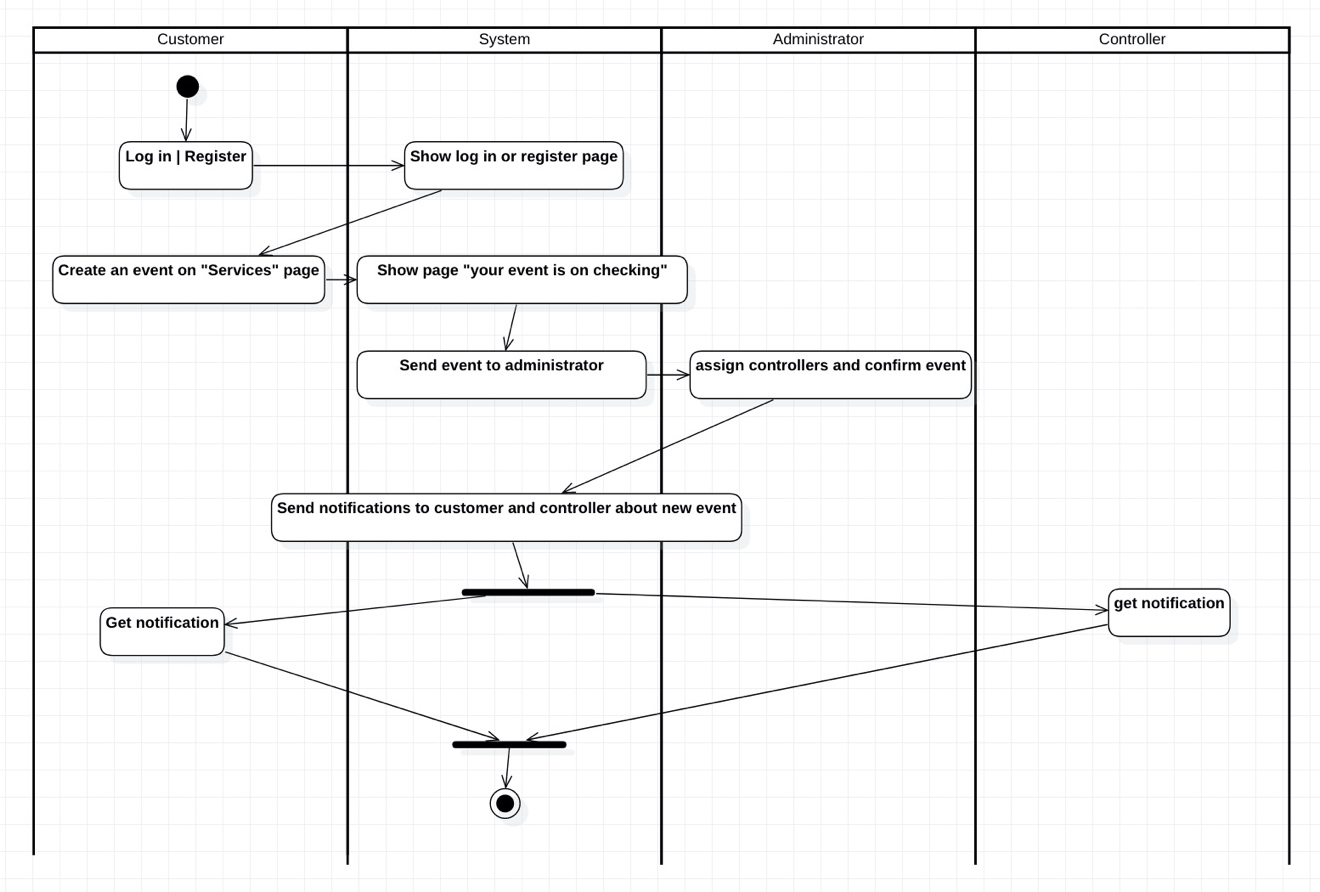 Customer
System
Administrator
Controller
Log in | Register
Show log in or register page
Create an event on "Services" page
Show page "your event is on checking"
Send event to administrator
assign controllers and confirm event
Send notifications to customer and controller about new event
Get notification
get notification